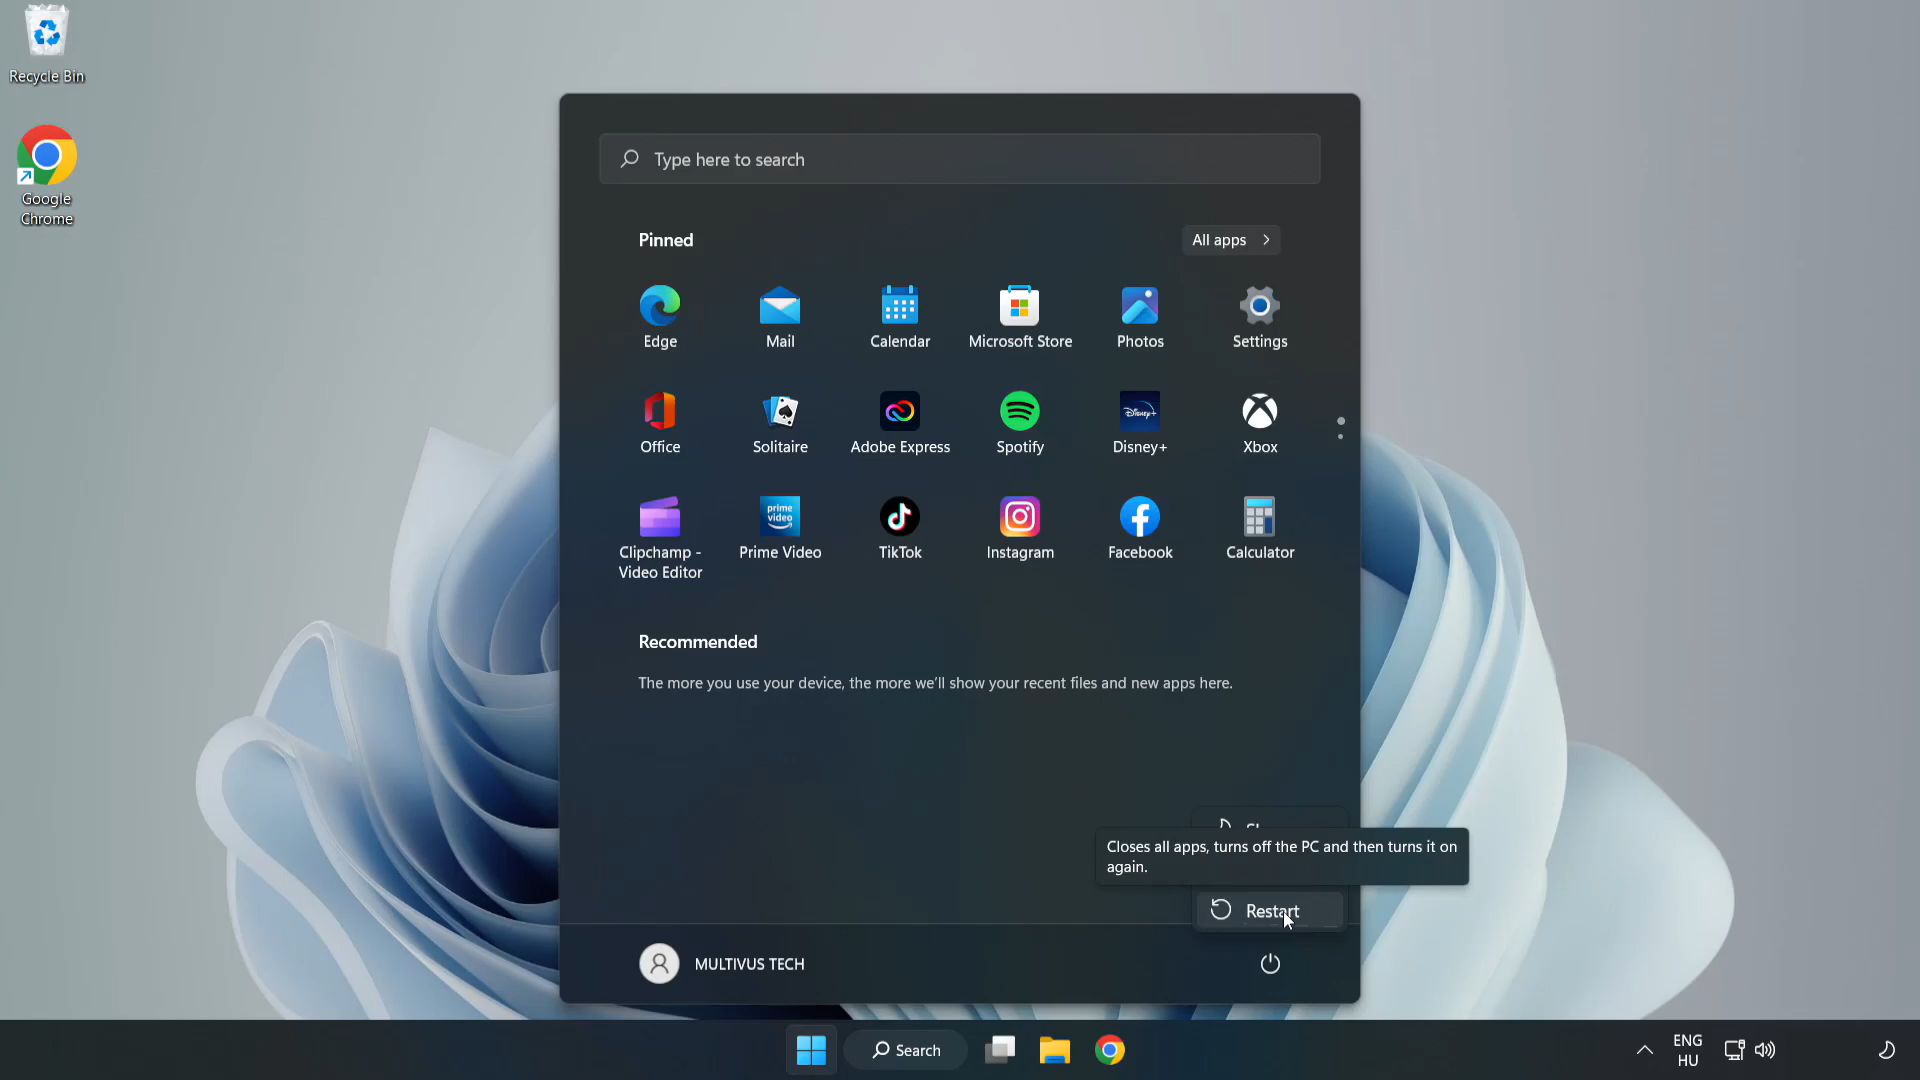 Recycle Bin
Google
Chrome
Type here to search
Pinned
All apps
Edge
Mail
Calendar
Microsoft Store
Photos
Settings
Office
Solitaire
Adobe Express
Spotify
Disney+
Disney+
Xbox
prime
video
Clipchamp -
Video Editor
Prime Video
TikTok
Instagram
Facebook
Calculator
Recommended
The more you use your device, the more we'll show your recent files and new apps here.
Closes all apps, turns off the PC and then turns it on
again.
Restart
MULTIVUS TECH
Search
ENG
HU